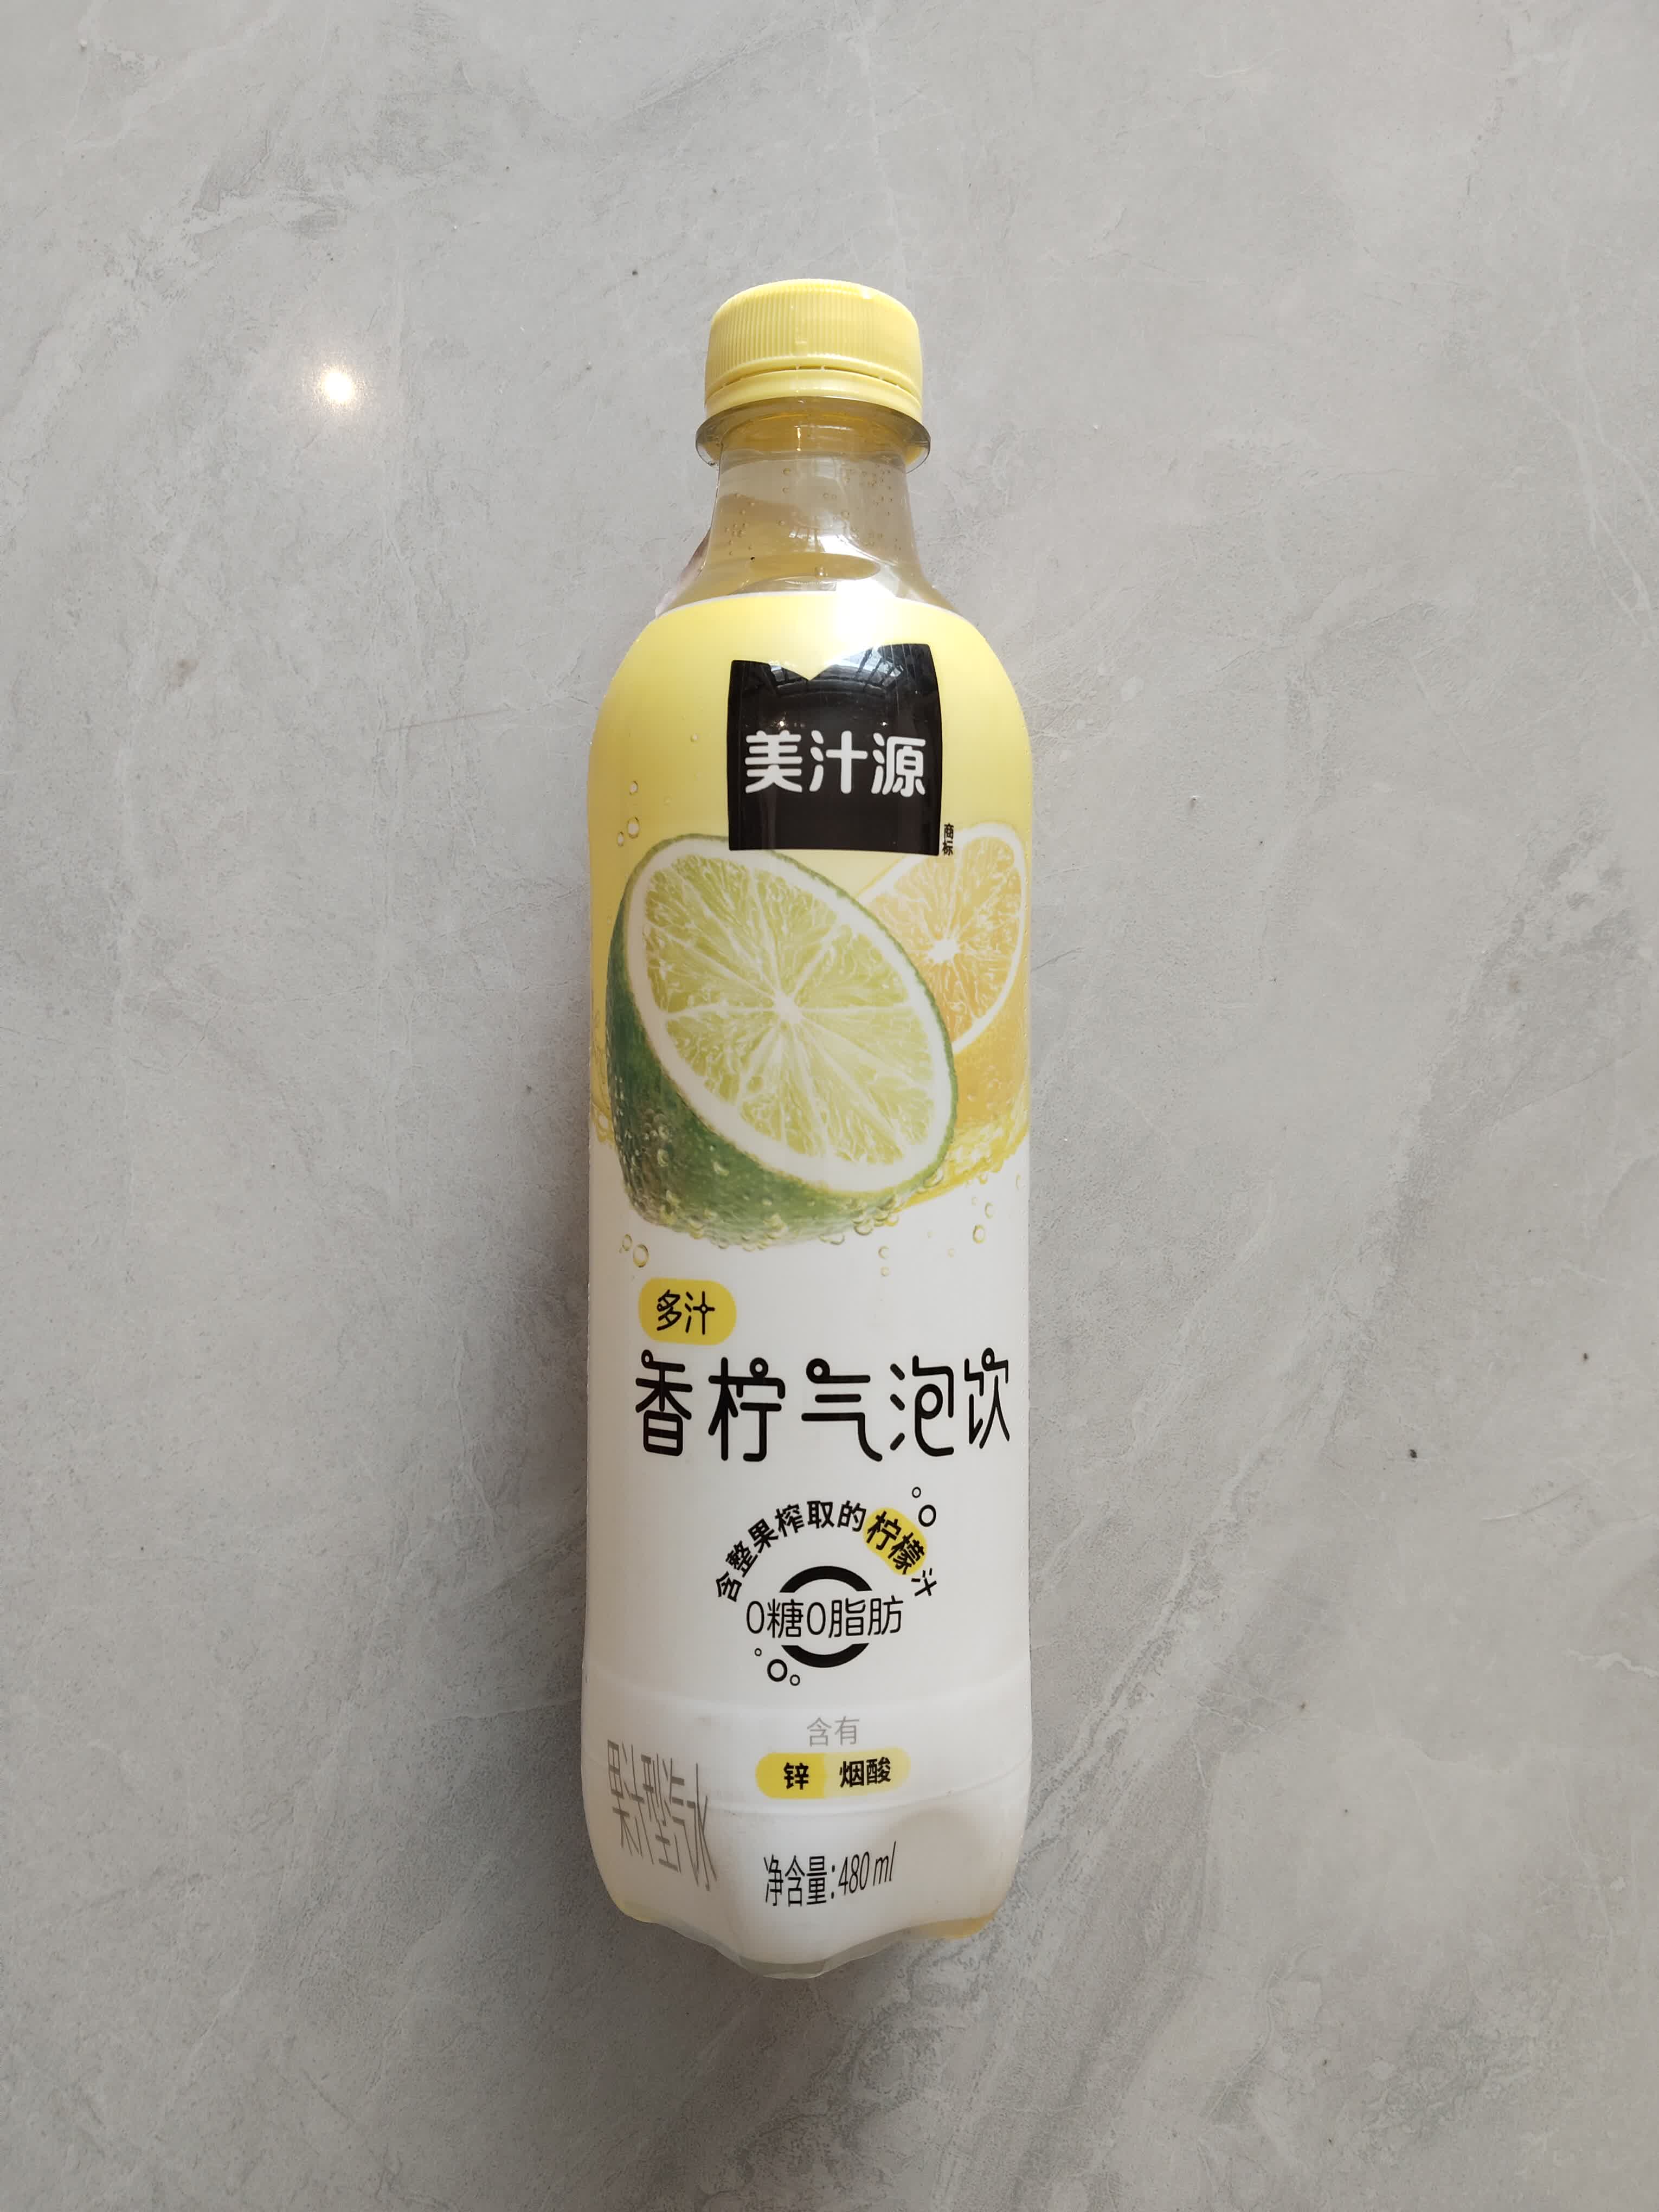 美汁源
商标
多汁
香柠气泡饮
含整果榨取的柠檬汁
0糖0脂肪
含有
锌 烟酸
果汁型汽水
净含量:480ml